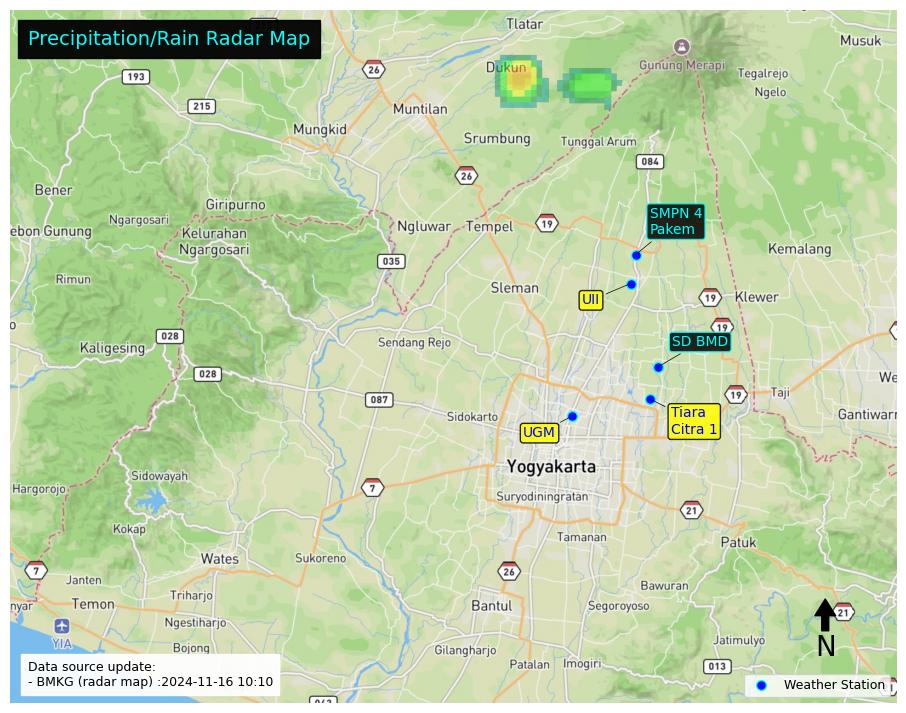 Precipitation/Rain Radar Map
Tlatar
Musuk
26
Dukun
Gunung Merapi
193
Tegalrejo
Ngelo
215
Muntilan
Mungkid
Srumbung
Tunggal Arum
084
26
Bener
Giripurno
SMPN 4
Pakem
Ngargosari
Ngluwar
Tempel
19
ebon Gunung
Kelurahan
Ngargosari
Kemalang
035
Rimun
Sleman
UII
19
Klewer
19
028
Kaligesing
Sendang Rejo
SD BMD
028
We
087
19
Taji
Sidokarto
Tiara
Citra 1
Gantiwarn
UGM
Yogyakarta
Sidowayah
Hargorojo
7
Suryodiningratan
21
Kokap
Tamanan
Patuk
Wates
Sukoreno
7
26
Janten
Bawuran
nyar
Temon
Triharjo
Bantul
Segoroyoso
21
Ngestiharjo
YIA
Bojong
Gilangharjo
Jatimulyo
N
Patalan
Imogiri
013
Data source update:
- BMKG (radar map) :2024-11-16 10:10
Weather Station